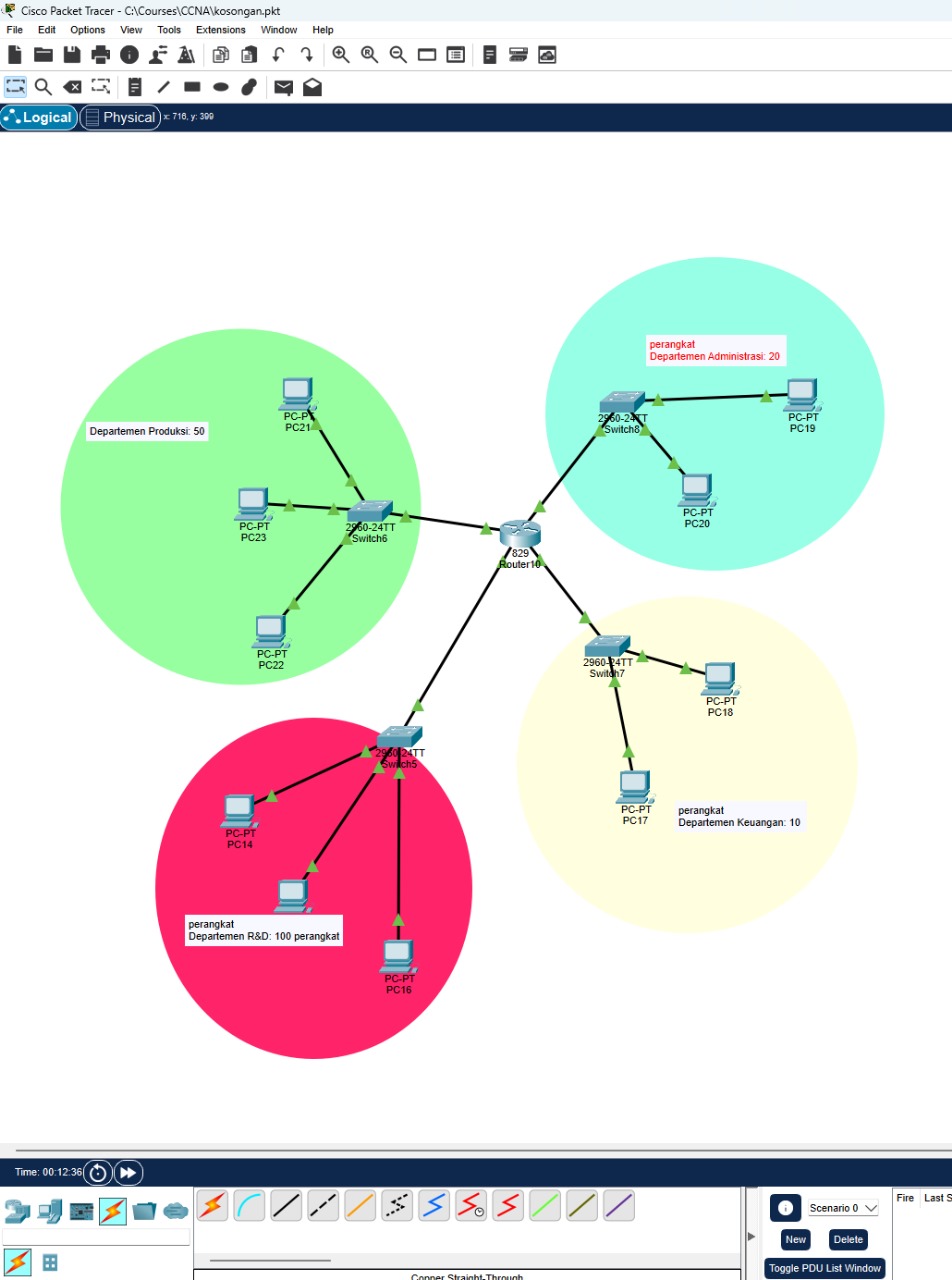 Cisco Packet Tracer - C:\Courses\CCNA\kosongan.pkt
File Edit Options View Tools Extensions Window Help
Logical Physical x: 716, y: 399
perangkat
Departemen Administrasi: 20
PC-PT
PC21
Departemen Produksi: 50
2960-24TT
Switch8
PC-PT
PC19
PC-PT
PC20
PC-PT
PC23
2960-24TT
Switch6
829
Router10
PC-PT
PC22
2960-24TT
Switch7
PC-PT
PC18
2960-24TT
Switch5
PC-PT
PC17
perangkat
Departemen Keuangan: 10
PC-PT
PC14
perangkat
Departemen R&D: 100 perangkat
PC-PT
PC16
Time: 00:12:36
Scenario 0
Fire Last S
New Delete
Toggle PDU List Window
Copper Straight-Through